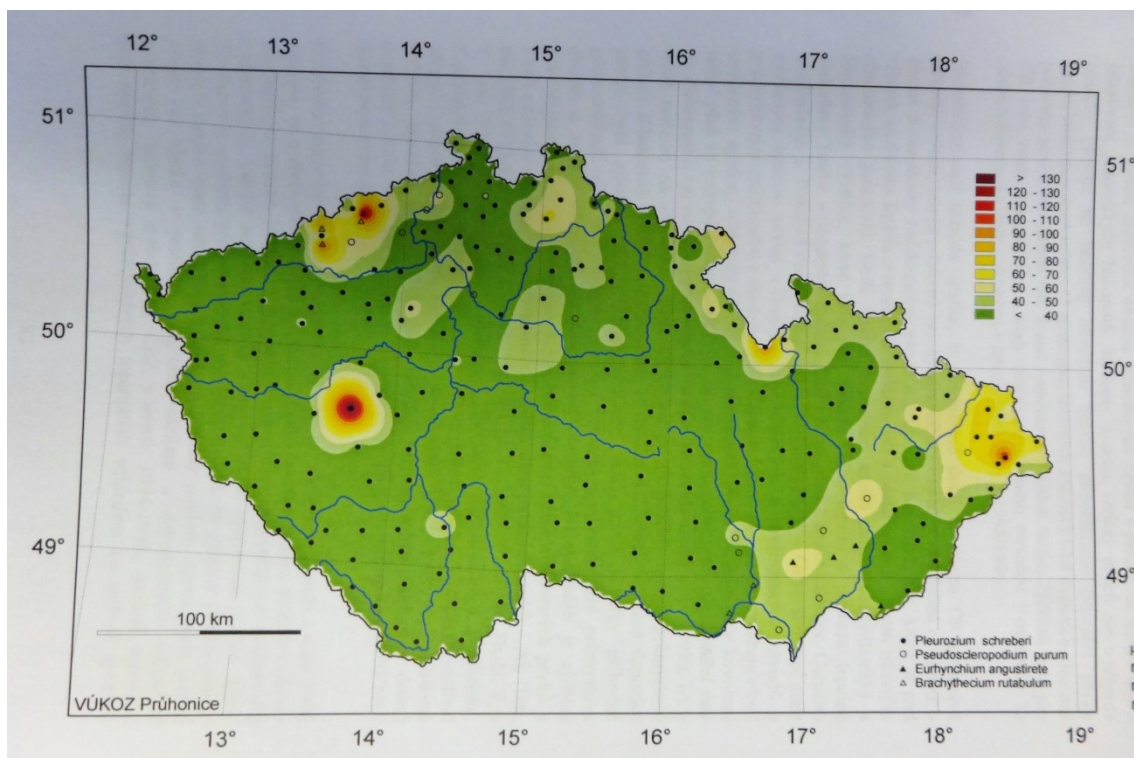 12° 13° 14° 15° 16° 17° 18° 19°
51° 51°
> 130
120 - 130
110 - 120
100 - 110
90 - 100
80 - 90
70 - 80
60 - 70
50 - 60
40 - 50
< 40
50° 50°
49° 49°
100 km
Pleurozium schreberi
Pseudoscleropodium purum
Eurhynchium angustirete
Brachythecium rutabulum
VÚKOZ Průhonice
13° 14° 15° 16° 17° 18° 19°